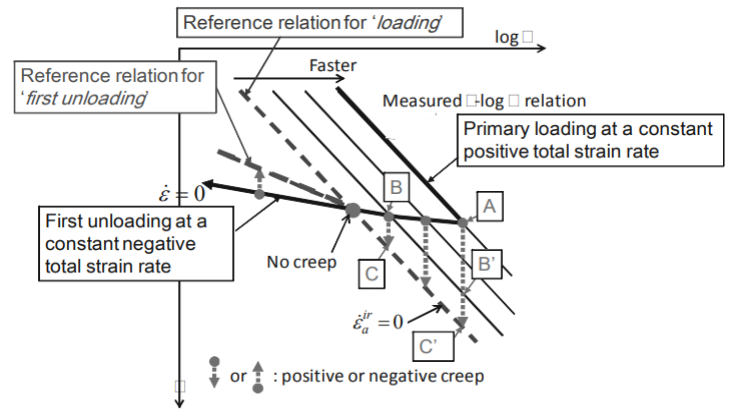 Reference relation for 'loading'
log □
Reference relation for
'first unloading'
Faster
Measured □-log □ relation
Primary loading at a constant
positive total strain rate
ε̇ = 0
B
A
First unloading at a
constant negative
total strain rate
No creep
C
B'
ε̇ₐⁱʳ = 0
C'
□
or : positive or negative creep